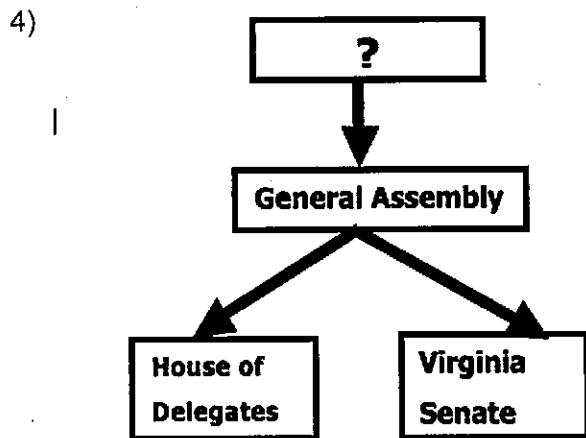 4)
?
General Assembly
House of
Delegates
Virginia
Senate